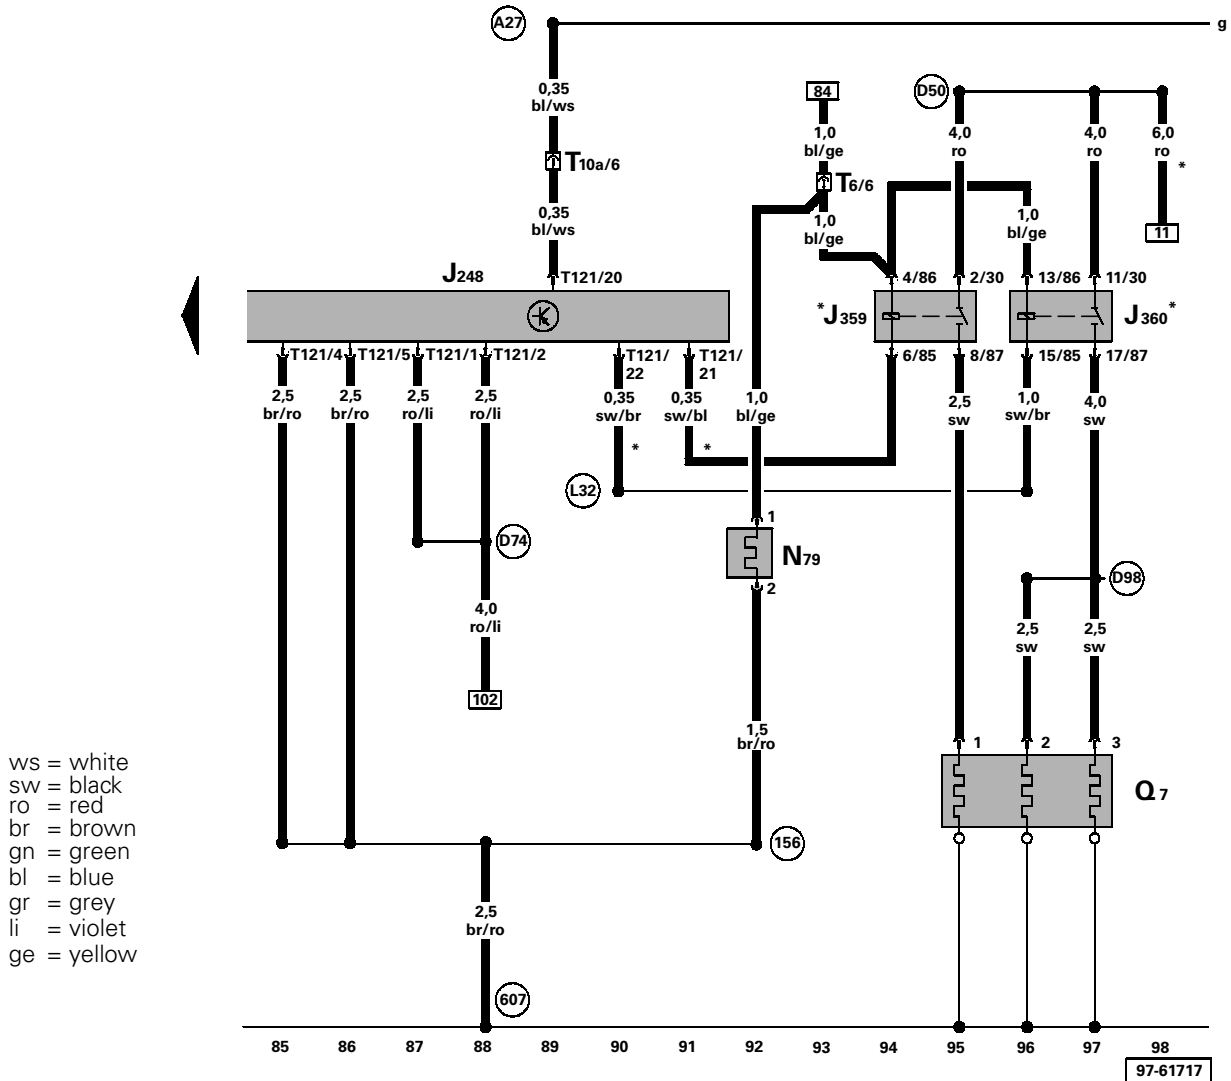 A27
g
0,35
bl/ws
84
D50
1,0
bl/ge
4,0
ro
4,0
ro
6,0
ro
*
T10a/6
T6/6
0,35
bl/ws
1,0
bl/ge
1,0
bl/ge
11
J248
T121/20
4/86
2/30
13/86
11/30
*J359
J360*
T121/4
T121/5
T121/1
T121/2
T121/
22
T121/
21
6/85
8/87
15/85
17/87
2,5
br/ro
2,5
br/ro
2,5
ro/li
2,5
ro/li
0,35
sw/br
0,35
sw/bl
1,0
bl/ge
2,5
sw
1,0
sw/br
4,0
sw
*
*
L32
1
D74
N79
2
D98
4,0
ro/li
2,5
sw
2,5
sw
102
1,5
br/ro
1
2
3
Q7
ws = white
sw = black
ro = red
br = brown
gn = green
bl = blue
gr = grey
li = violet
ge = yellow
156
2,5
br/ro
607
85 86 87 88 89 90 91 92 93 94 95 96 97 98
97-61717